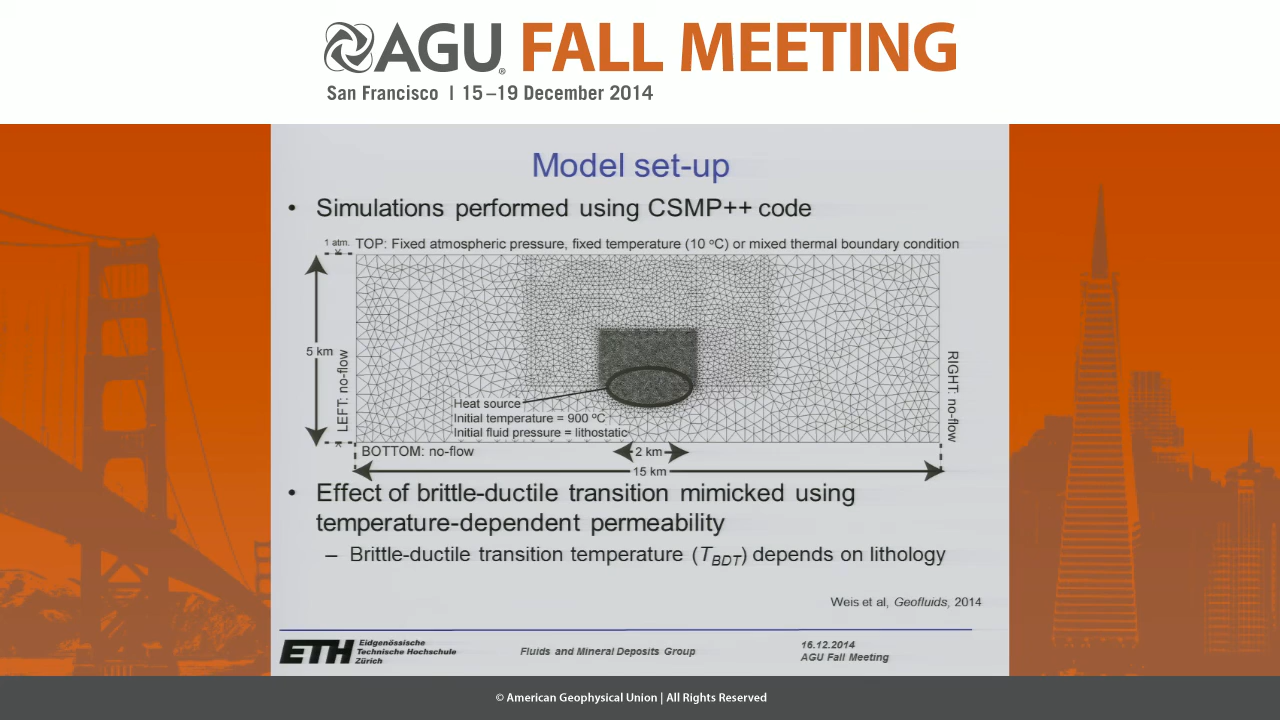 AGU® FALL MEETING
San Francisco | 15–19 December 2014
Model set-up
• Simulations performed using CSMP++ code
1 atm. TOP: Fixed atmospheric pressure, fixed temperature (10 °C) or mixed thermal boundary condition
5 km
LEFT: no-flow
RIGHT: no-flow
Heat source
Initial temperature = 900 ºC
Initial fluid pressure = lithostatic
BOTTOM: no-flow
2 km
15 km
• Effect of brittle-ductile transition mimicked using
temperature-dependent permeability
– Brittle-ductile transition temperature (TBDT) depends on lithology
Weis et al, Geofluids, 2014
ETH Eidgenössische
Technische Hochschule
Zürich
Fluids and Mineral Deposits Group
16.12.2014
AGU Fall Meeting
© American Geophysical Union | All Rights Reserved